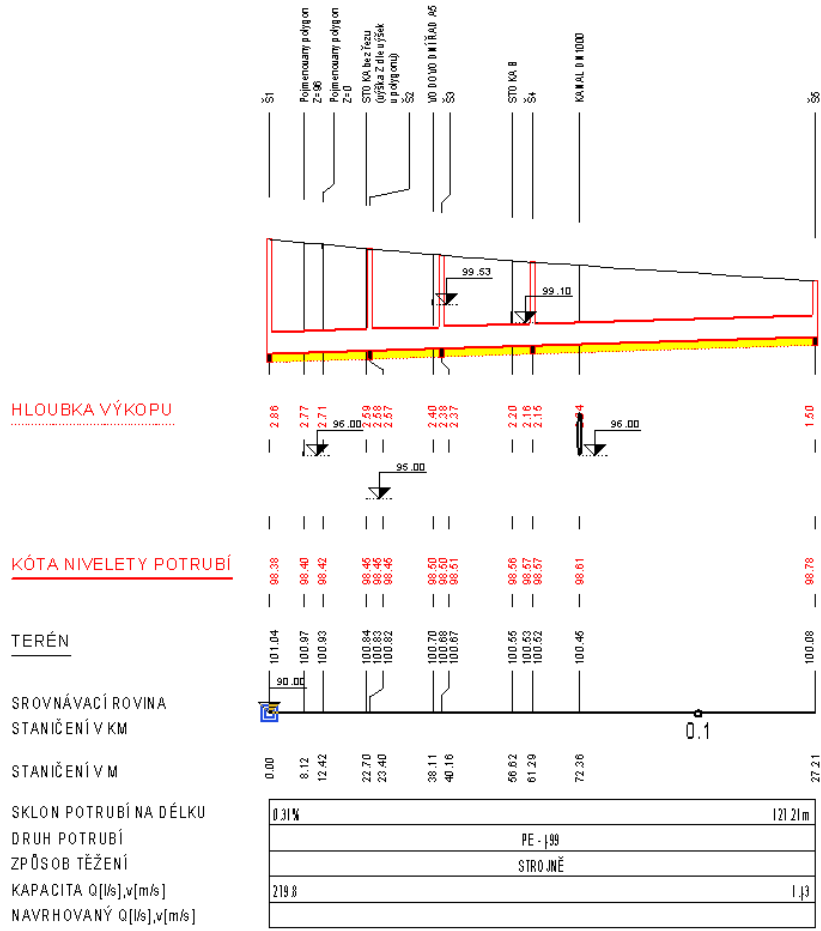 Š1
Pojmenovany polygon
Z=96
Pojmenovany polygon
Z=0
STOKA bez řezu
(výška Z dle výšek
u polygonu)
Š2
VODOVODNÍ ŘAD A5
Š3
STOKA B
Š4
KANAL DN1000
Š5
99.53
99.10
HLOUBKA VÝKOPU
2.86
2.77
2.71
2.59
2.58
2.57
2.40
2.38
2.37
2.20
2.16
2.15
1.50
96.00
96.00
95.00
KÓTA NIVELETY POTRUBÍ
98.38
98.40
98.42
98.45
98.45
98.45
98.50
98.50
98.51
98.56
98.57
98.57
98.61
98.78
TERÉN
101.04
100.97
100.93
100.84
100.83
100.82
100.70
100.68
100.67
100.55
100.53
100.52
100.45
100.08
90.00
SROVNÁVACÍ ROVINA
STANIČENÍ V KM
0.1
STANIČENÍ V M
0.00
8.12
12.42
22.70
23.40
38.11
40.16
56.62
61.29
72.36
27.21
SKLON POTRUBÍ NA DÉLKU
0.31%
127.21m
DRUH POTRUBÍ
PE -
ZPŮSOB TĚŽENÍ
STROJNĚ
KAPACITA Q[l/s],v[m/s]
219.8
NAVRHOVANÝ Q[l/s],v[m/s]